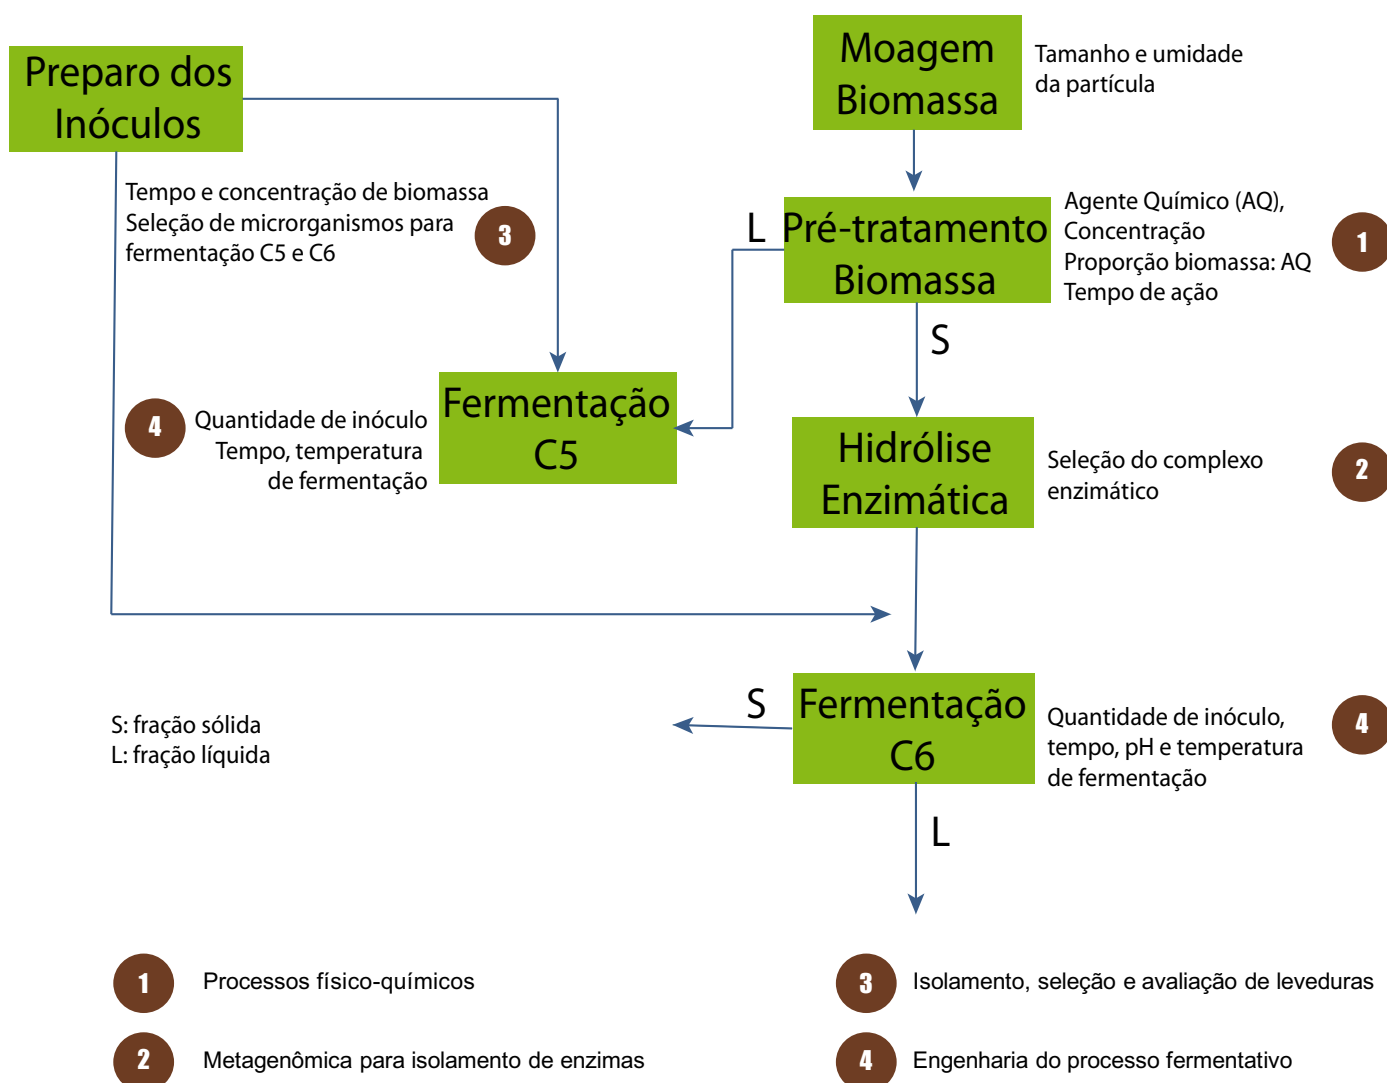 Preparo dos
Inóculos
Moagem
Biomassa
Tamanho e umidade
da partícula
Tempo e concentração de biomassa
Seleção de microrganismos para
fermentação C5 e C6
3
L
Pré-tratamento
Biomassa
Agente Químico (AQ),
Concentração
Proporção biomassa: AQ
Tempo de ação
1
S
4
Quantidade de inóculo
Tempo, temperatura
de fermentação
Fermentação
C5
Hidrólise
Enzimática
Seleção do complexo
enzimático
2
S: fração sólida
L: fração líquida
S
Fermentação
C6
Quantidade de inóculo,
tempo, pH e temperatura
de fermentação
4
L
1 Processos físico-químicos
2 Metagenômica para isolamento de enzimas
3 Isolamento, seleção e avaliação de leveduras
4 Engenharia do processo fermentativo